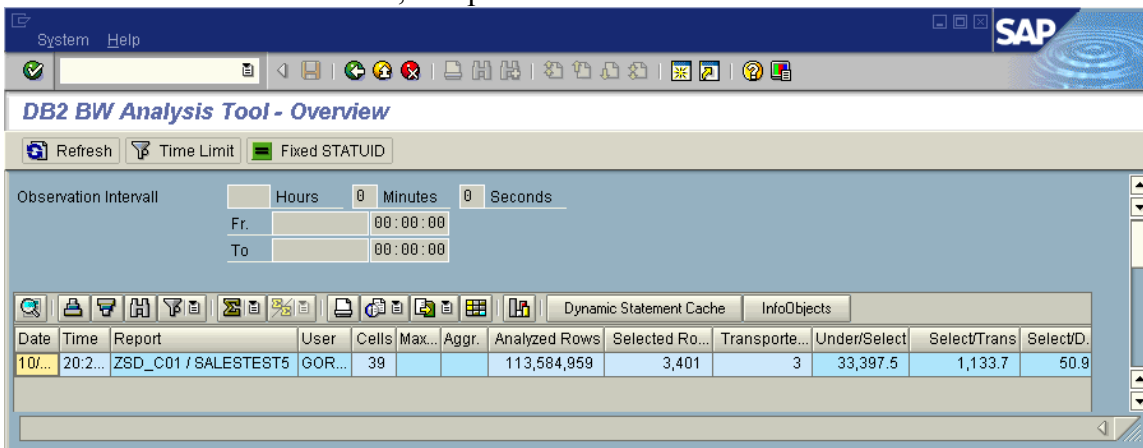 System Help
SAP
DB2 BW Analysis Tool - Overview
Refresh Time Limit Fixed STATUID
Observation Intervall Hours 0 Minutes 0 Seconds
Fr. 00:00:00
To 00:00:00
Dynamic Statement Cache InfoObjects
Date Time Report User Cells Max... Aggr. Analyzed Rows Selected Ro... Transporte... Under/Select Select/Trans Select/D.
10/... 20:2... ZSD_C01 / SALESTEST5 GOR... 39 113,584,959 3,401 3 33,397.5 1,133.7 50.9